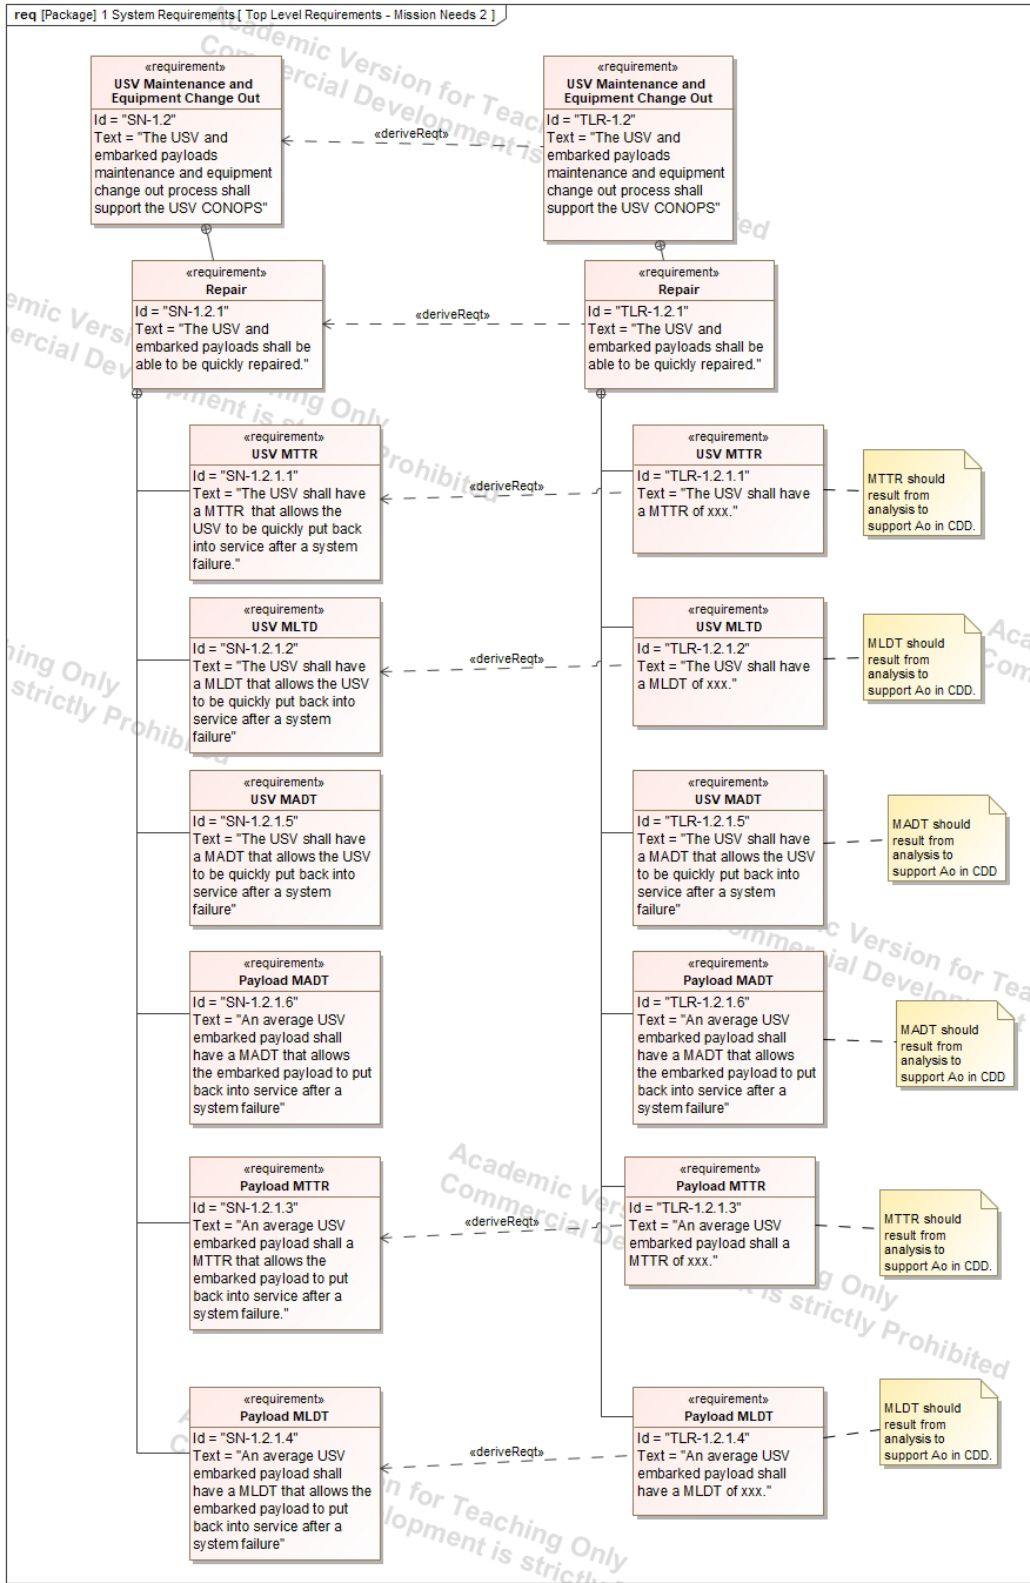 req [Package] 1 System Requirements [ Top Level Requirements - Mission Needs 2 ]
«requirement»
USV Maintenance and
Equipment Change Out
Id = "SN-1.2"
Text = "The USV and
embarked payloads
maintenance and equipment
change out process shall
support the USV CONOPS"
«deriveReqt»
«requirement»
USV Maintenance and
Equipment Change Out
Id = "TLR-1.2"
Text = "The USV and
embarked payloads
maintenance and equipment
change out process shall
support the USV CONOPS"
«requirement»
Repair
Id = "SN-1.2.1"
Text = "The USV and
embarked payloads shall be
able to be quickly repaired."
«deriveReqt»
«requirement»
Repair
Id = "TLR-1.2.1"
Text = "The USV and
embarked payloads shall be
able to be quickly repaired."
«requirement»
USV MTTR
Id = "SN-1.2.1.1"
Text = "The USV shall have
a MTTR that allows the
USV to be quickly put back
into service after a system
failure."
«deriveReqt»
«requirement»
USV MTTR
Id = "TLR-1.2.1.1"
Text = "The USV shall have
a MTTR of xxx."
MTTR should
result from
analysis to
support Ao in CDD.
«requirement»
USV MLTD
Id = "SN-1.2.1.2"
Text = "The USV shall have
a MLDT that allows the USV
to be quickly put back into
service after a system
failure"
«deriveReqt»
«requirement»
USV MLTD
Id = "TLR-1.2.1.2"
Text = "The USV shall have
a MLDT of xxx."
MLDT should
result from
analysis to
support Ao in CDD.
«requirement»
USV MADT
Id = "SN-1.2.1.5"
Text = "The USV shall have
a MADT that allows the USV
to be quickly put back into
service after a system
failure"
«requirement»
USV MADT
Id = "TLR-1.2.1.5"
Text = "The USV shall have
a MADT that allows the USV
to be quickly put back into
service after a system
failure"
MADT should
result from
analysis to
support Ao in CDD
«requirement»
Payload MADT
Id = "SN-1.2.1.6"
Text = "An average USV
embarked payload shall
have a MADT that allows
the embarked payload to put
back into service after a
system failure"
«requirement»
Payload MADT
Id = "TLR-1.2.1.6"
Text = "An average USV
embarked payload shall
have a MADT that allows
the embarked payload to put
back into service after a
system failure"
MADT should
result from
analysis to
support Ao in CDD
«requirement»
Payload MTTR
Id = "SN-1.2.1.3"
Text = "An average USV
embarked payload shall a
MTTR that allows the
embarked payload to put
back into service after a
system failure."
«deriveReqt»
«requirement»
Payload MTTR
Id = "TLR-1.2.1.3"
Text = "An average USV
embarked payload shall a
MTTR of xxx."
MTTR should
result from
analysis to
support Ao in CDD.
«requirement»
Payload MLDT
Id = "SN-1.2.1.4"
Text = "An average USV
embarked payload shall
have a MLDT that allows the
embarked payload to put
back into service after a
system failure"
«deriveReqt»
«requirement»
Payload MLDT
Id = "TLR-1.2.1.4"
Text = "An average USV
embarked payload shall
have a MLDT of xxx."
MLDT should
result from
analysis to
support Ao in CDD.